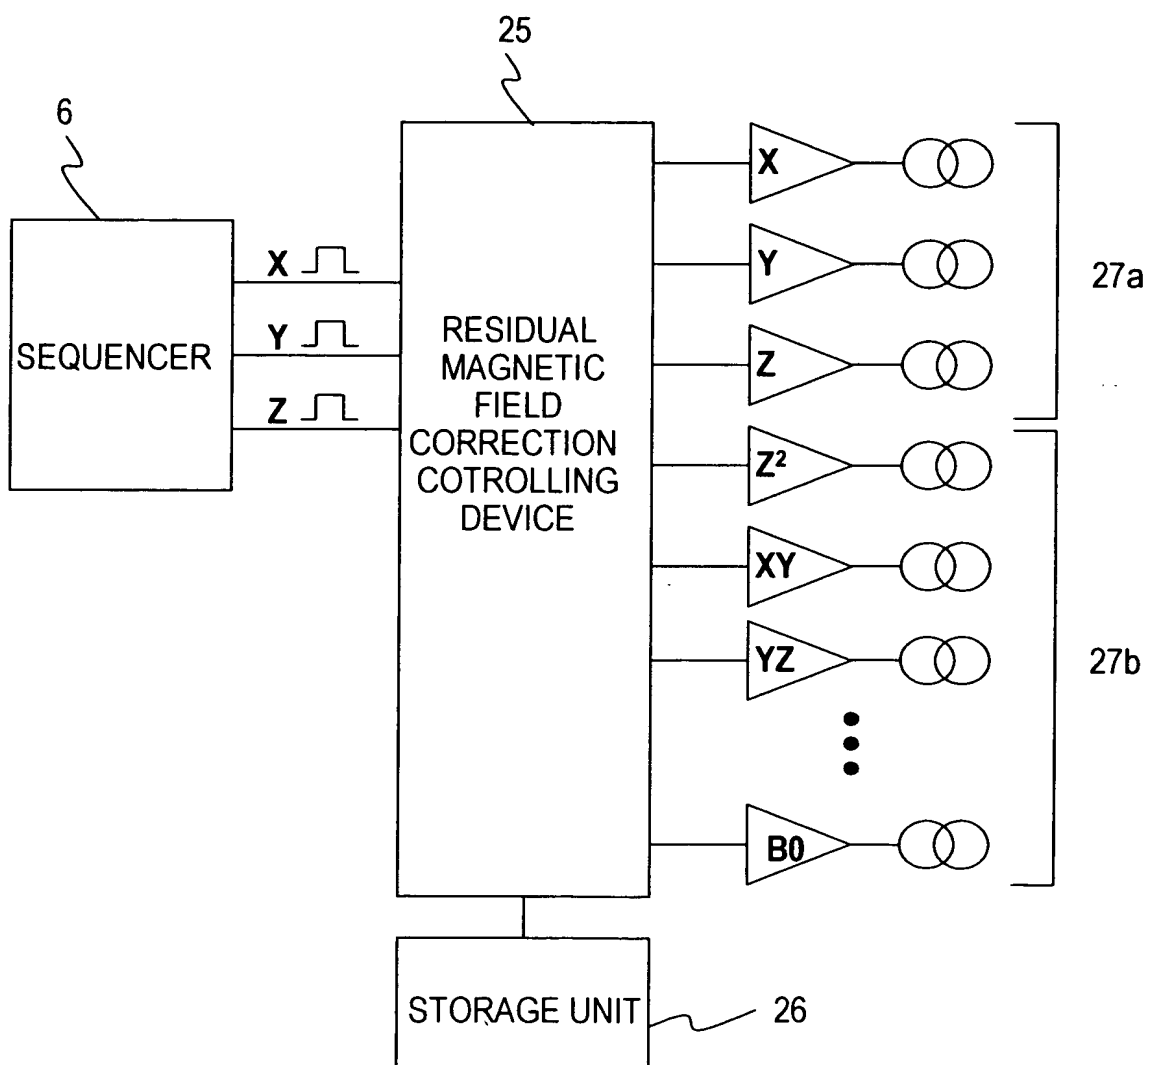 25
6
X
X
Y
Y
27a
SEQUENCER
RESIDUAL
MAGNETIC
FIELD
CORRECTION
COTROLLING
DEVICE
Z
Z
Z²
XY
YZ
27b
B0
STORAGE UNIT
26